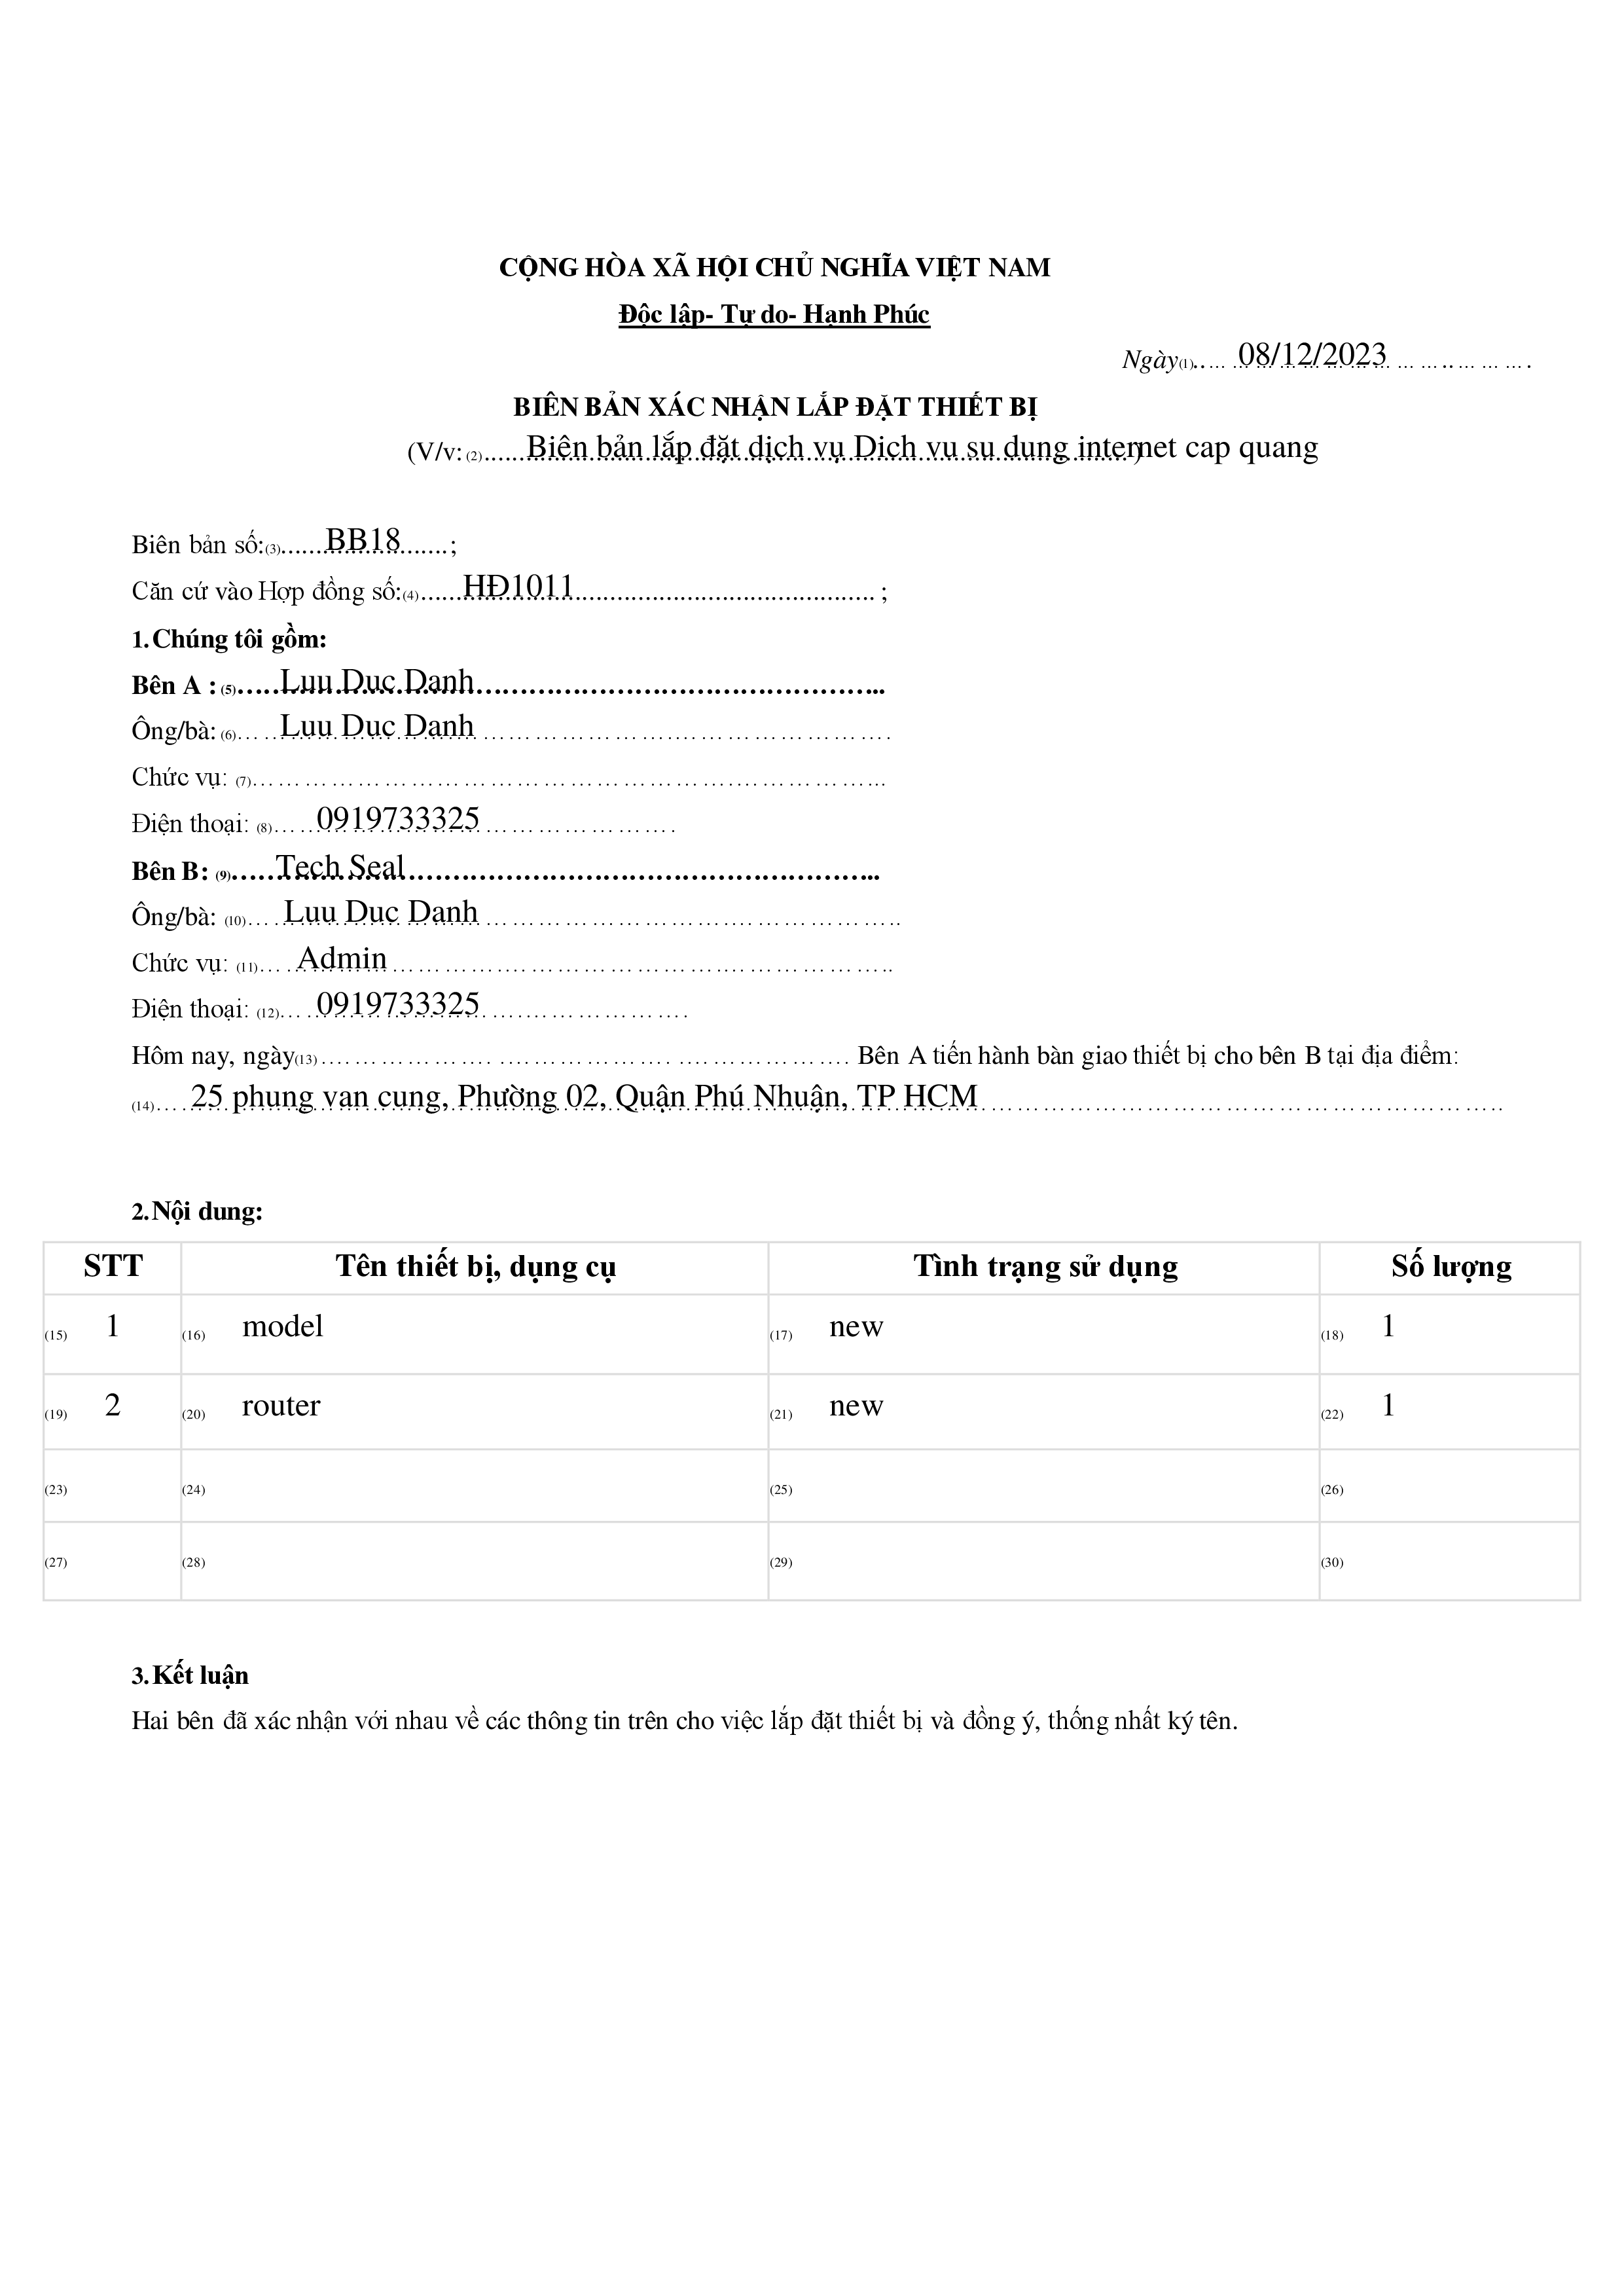 CỘNG HÒA XÃ HỘI CHỦ NGHĨA VIỆT NAM
Độc lập- Tự do- Hạnh Phúc
Ngày(1)..… 08/12/2023 … ….. … … ….
BIÊN BẢN XÁC NHẬN LẮP ĐẶT THIẾT BỊ
(V/v: (2)...... Biên bản lắp đặt dịch vụ Dich vu su dung internet cap quang )
Biên bản số:(3)...... BB18 ......;
Căn cứ vào Hợp đồng số:(4)...... HĐ1011 ...... ;
1. Chúng tôi gồm:
Bên A : (5)…… Luu Duc Danh ……..
Ông/bà: (6)…… Luu Duc Danh …….
Chức vụ: (7)……………………...
Điện thoại: (8)…… 0919733325 …….
Bên B: (9)…… Tech Seal ……..
Ông/bà: (10)…… Luu Duc Danh ……..
Chức vụ: (11)…… Admin ……..
Điện thoại: (12)…… 0919733325 …….
Hôm nay, ngày(13) ………………………. Bên A tiến hành bàn giao thiết bị cho bên B tại địa điểm:
(14)…… 25 phung van cung, Phường 02, Quận Phú Nhuận, TP HCM ……..
2. Nội dung:
STT Tên thiết bị, dụng cụ Tình trạng sử dụng Số lượng
(15) 1 (16) model (17) new (18) 1
(19) 2 (20) router (21) new (22) 1
(23) (24) (25) (26)
(27) (28) (29) (30)
3. Kết luận
Hai bên đã xác nhận với nhau về các thông tin trên cho việc lắp đặt thiết bị và đồng ý, thống nhất ký tên.